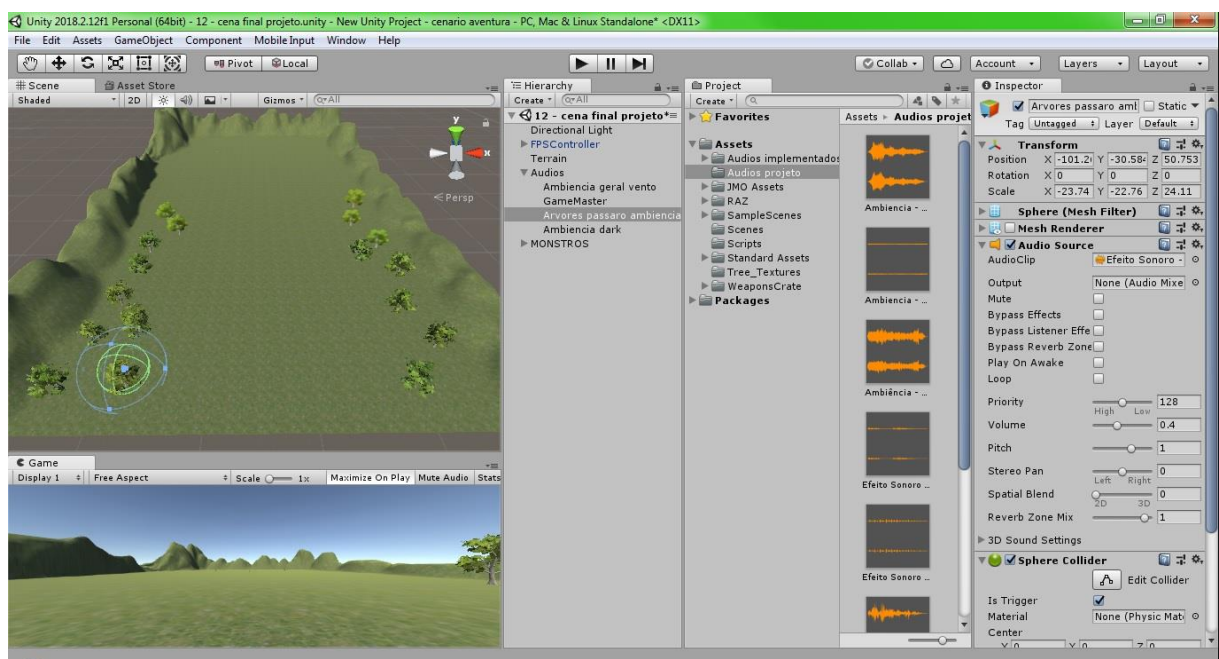 Unity 2018.2.12f1 Personal (64bit) - 12 - cena final projeto.unity - New Unity Project - cenario aventura - PC, Mac & Linux Standalone* <DX11>
File Edit Assets GameObject Component Mobile Input Window Help
Pivot Local Collab Account Layers Layout
Scene Asset Store
Shaded 2D Gizmos All
y
x
Persp
Game
Display 1 Free Aspect Scale 1x Maximize On Play Mute Audio Stats
Hierarchy
Create All
12 - cena final projeto*
Directional Light
FPSController
Terrain
Audios
Ambiencia geral vento
GameMaster
Arvores passaro ambiencia
Ambiencia dark
MONSTROS
Project
Create
Favorites
Assets
Audios implementados
Audios projeto
JMO Assets
RAZ
SampleScenes
Scenes
Scripts
Standard Assets
Tree_Textures
WeaponsCrate
Packages
Assets Audios projet
Ambiencia - ...
Ambiencia - ...
Ambiência - ...
Efeito Sonoro ...
Efeito Sonoro ...
Inspector
Arvores passaro aml Static
Tag Untagged Layer Default
Transform
Position X -101.2 Y -30.584 Z 50.753
Rotation X 0 Y 0 Z 0
Scale X -23.74 Y -22.76 Z 24.11
Sphere (Mesh Filter)
Mesh Renderer
Audio Source
AudioClip Efeito Sonoro -
Output None (Audio Mixe
Mute
Bypass Effects
Bypass Listener Effe
Bypass Reverb Zone
Play On Awake
Loop
Priority 128
High Low
Volume 0.4
Pitch 1
Stereo Pan 0
Left Right
Spatial Blend 0
2D 3D
Reverb Zone Mix 1
3D Sound Settings
Sphere Collider
Edit Collider
Is Trigger
Material None (Physic Mat
Center
X 0 Y 0 Z 0